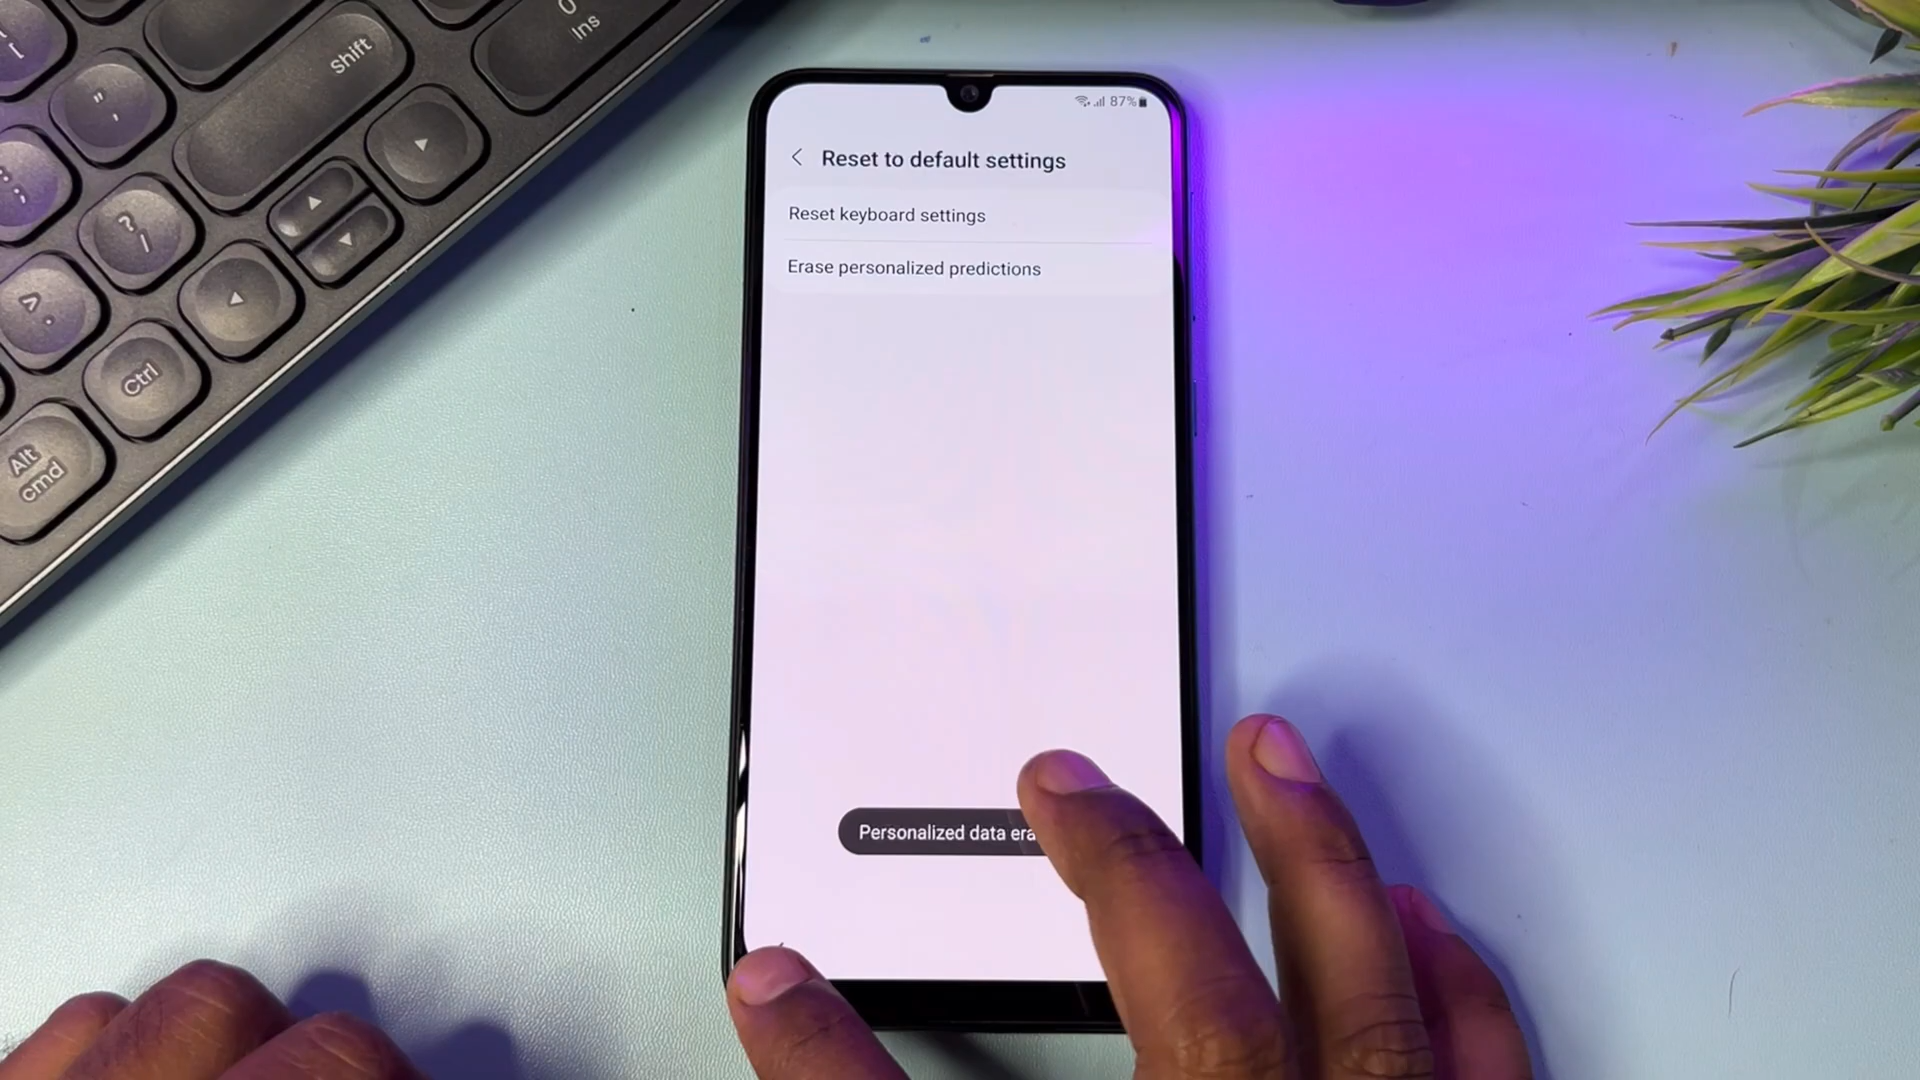 Shift
0
Ins
Ctrl
Alt
cmd
87%
Reset to default settings
Reset keyboard settings
Erase personalized predictions
Personalized data era